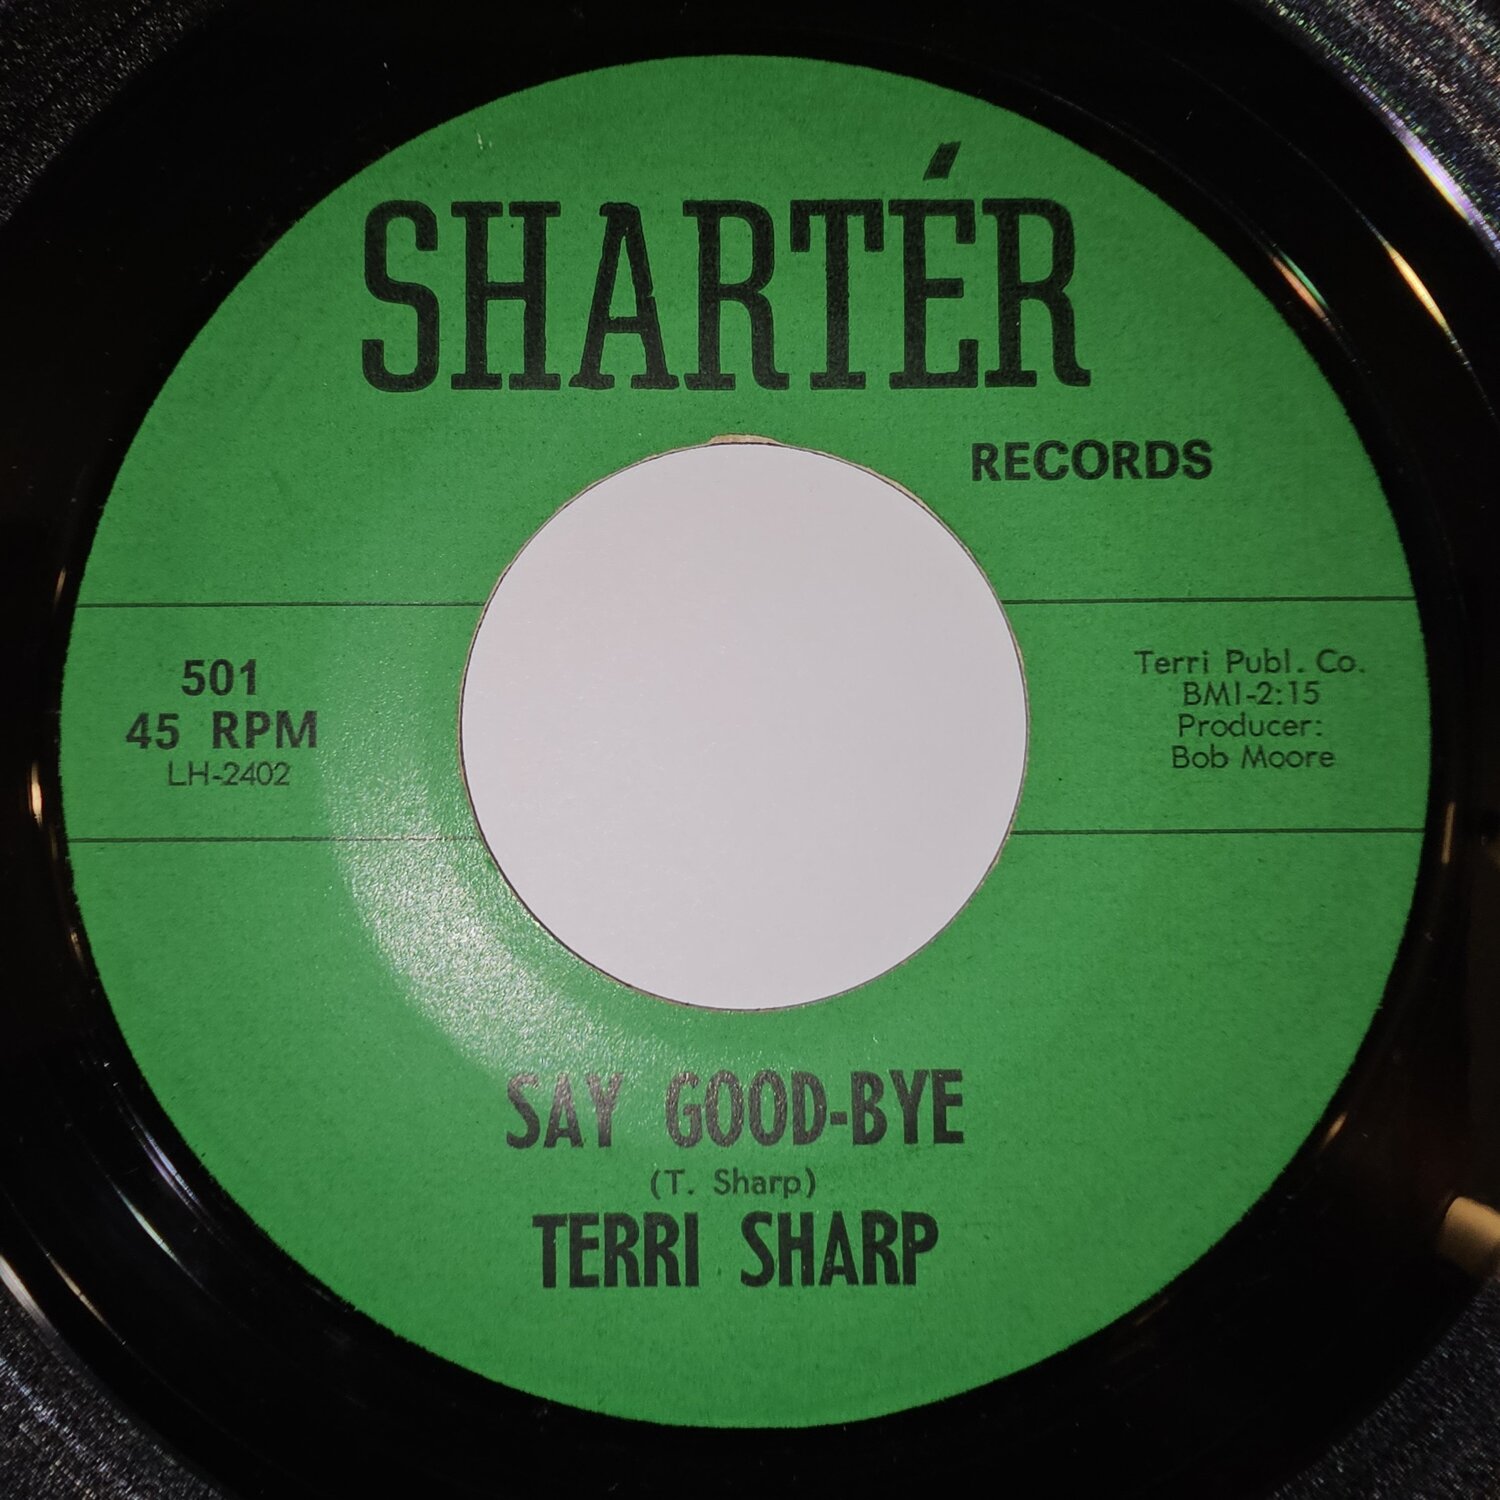 SHARTÉR
RECORDS
501
45 RPM
LH-2402
Terri Publ. Co.
BMI-2:15
Producer:
Bob Moore
SAY GOOD-BYE
(T. Sharp)
TERRI SHARP